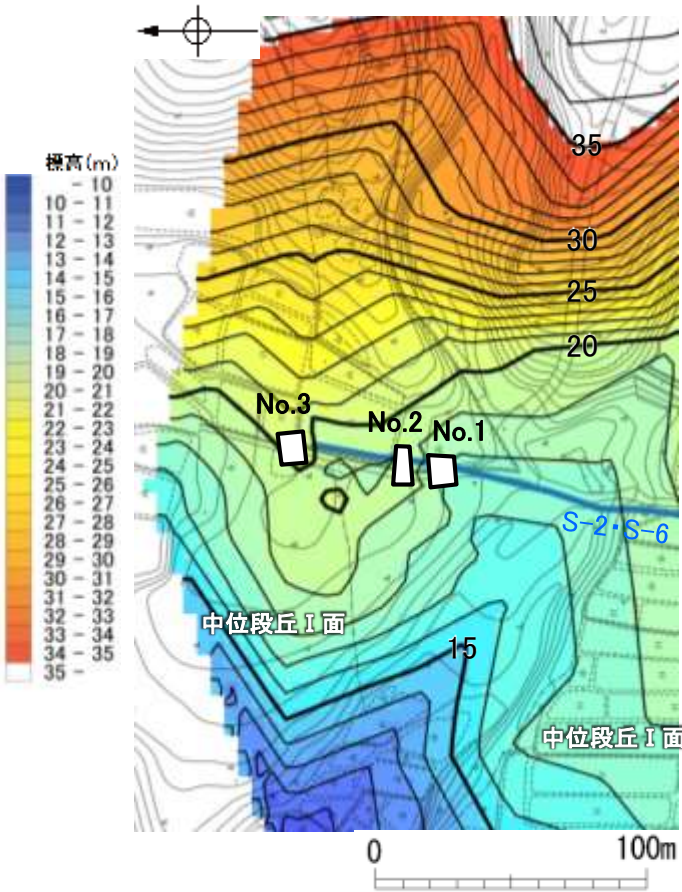 標高(m)
- 10
10 - 11
11 - 12
12 - 13
13 - 14
14 - 15
15 - 16
16 - 17
17 - 18
18 - 19
19 - 20
20 - 21
21 - 22
22 - 23
23 - 24
24 - 25
25 - 26
26 - 27
27 - 28
28 - 29
29 - 30
30 - 31
31 - 32
32 - 33
33 - 34
34 - 35
35 -
35
30
25
20
No.3
No.2
No.1
S-2・S-6
中位段丘Ⅰ面
15
中位段丘Ⅰ面
0
100m